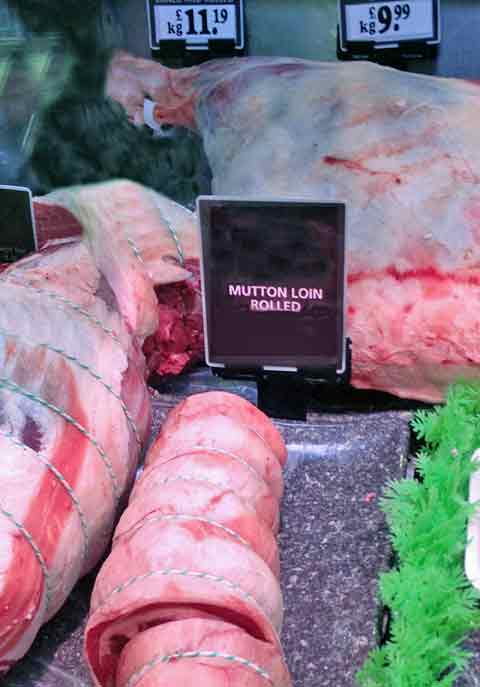 £ kg 11.19
£ kg 9.99
MUTTON LOIN
ROLLED